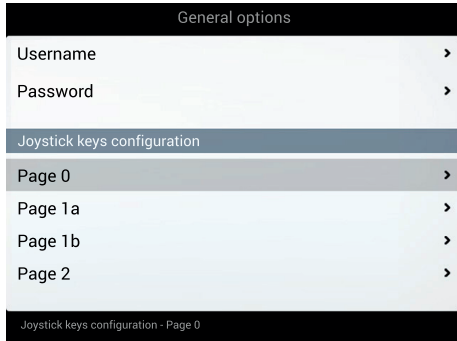 General options
Username
Password
Joystick keys configuration
Page 0
Page 1a
Page 1b
Page 2
Joystick keys configuration - Page 0